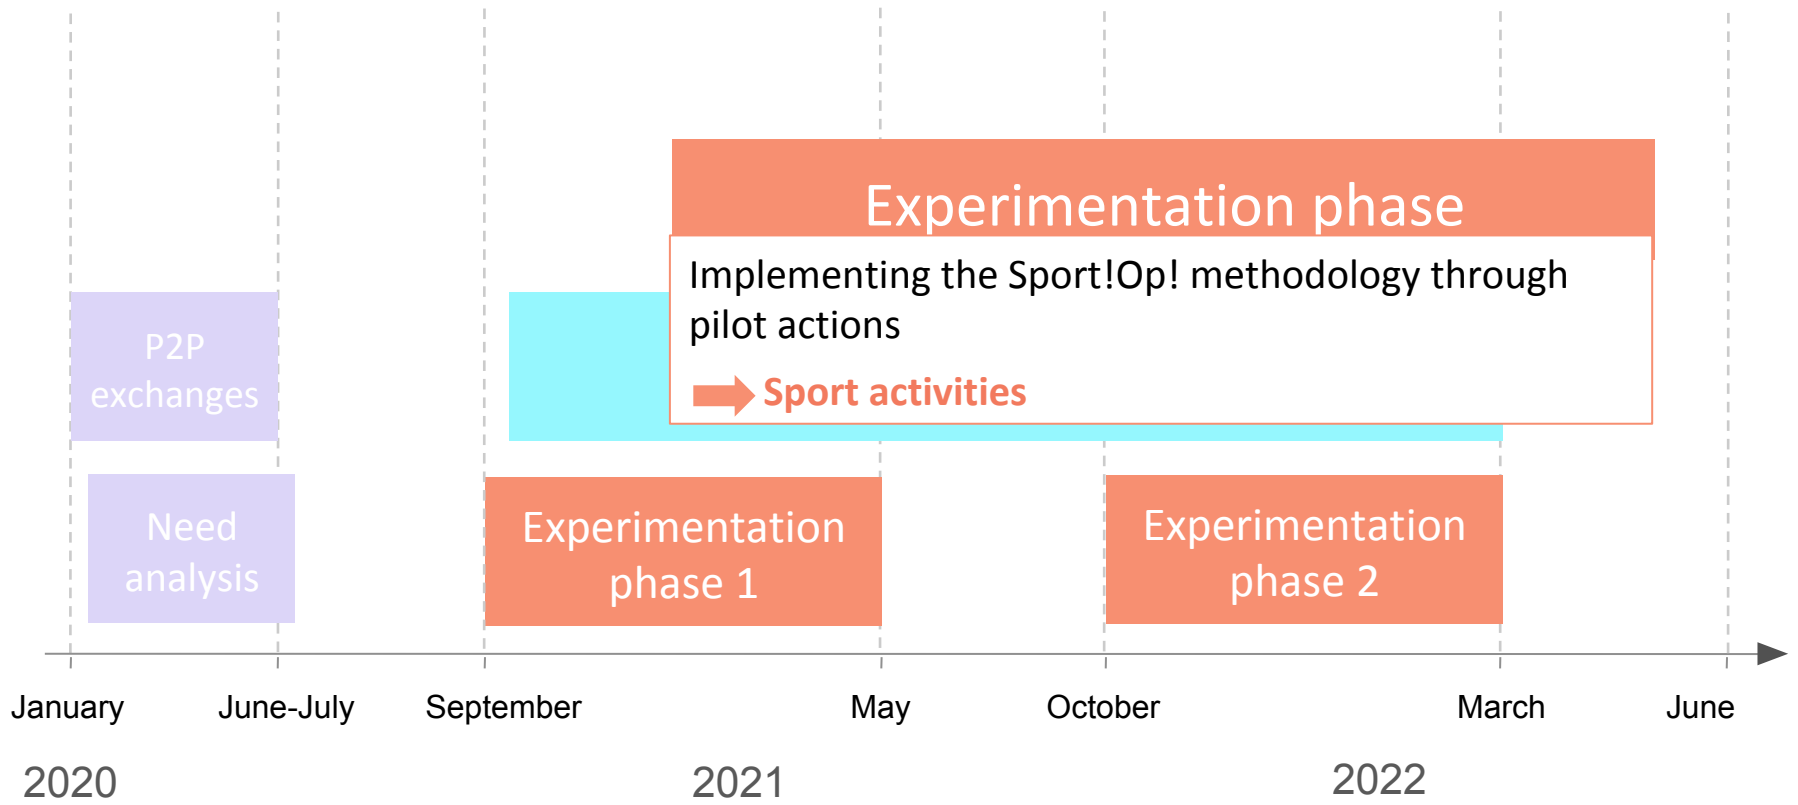 Experimentation phase
Implementing the Sport!Op! methodology through
pilot actions
Sport activities
P2P
exchanges
Need
analysis
Experimentation
phase 1
Experimentation
phase 2
January
June-July
September
May
October
March
June
2020
2021
2022